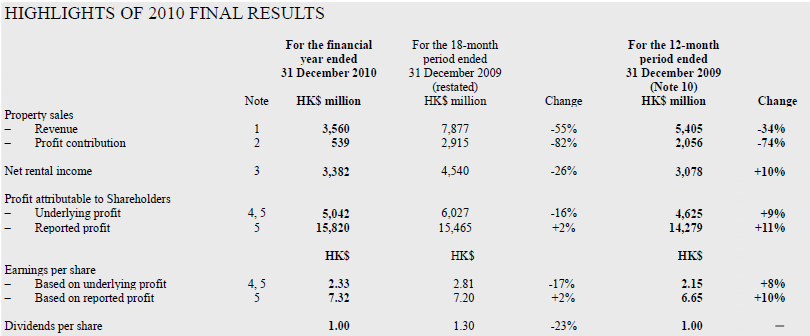 HIGHLIGHTS OF 2010 FINAL RESULTS
For the financial For the 18-month For the 12-month
year ended period ended period ended
31 December 2010 31 December 2009 31 December 2009
(restated) (Note 10)
Note HK$ million HK$ million Change HK$ million Change
Property sales
– Revenue 1 3,560 7,877 -55% 5,405 -34%
– Profit contribution 2 539 2,915 -82% 2,056 -74%
Net rental income 3 3,382 4,540 -26% 3,078 +10%
Profit attributable to Shareholders
– Underlying profit 4, 5 5,042 6,027 -16% 4,625 +9%
– Reported profit 5 15,820 15,465 +2% 14,279 +11%
HK$ HK$ HK$
Earnings per share
– Based on underlying profit 4, 5 2.33 2.81 -17% 2.15 +8%
– Based on reported profit 5 7.32 7.20 +2% 6.65 +10%
Dividends per share 1.00 1.30 -23% 1.00 —